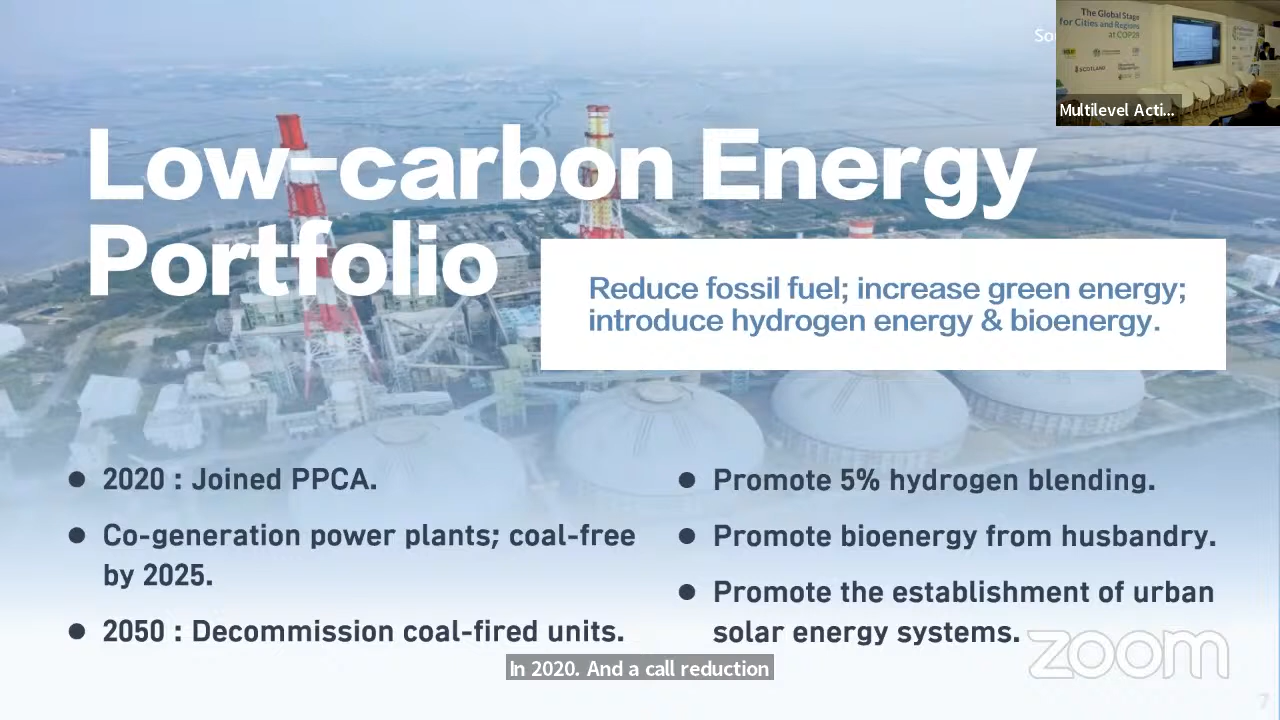 The Global Stage
for Cities and Regions
at COP29
SCOTLAND
Multilevel Acti...
Low-carbon Energy
Portfolio
Reduce fossil fuel; increase green energy;
introduce hydrogen energy & bioenergy.
● 2020 : Joined PPCA.
● Co-generation power plants; coal-free
by 2025.
● 2050 : Decommission coal-fired units.
● Promote 5% hydrogen blending.
● Promote bioenergy from husbandry.
● Promote the establishment of urban
solar energy systems.
zoom
In 2020. And a call reduction
7